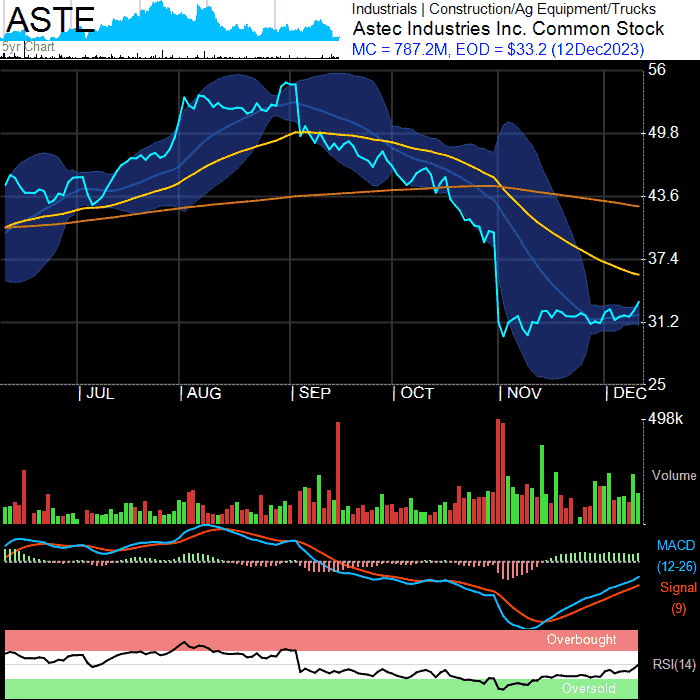 ASTE
5yr Chart
Industrials | Construction/Ag Equipment/Trucks
Astec Industries Inc. Common Stock
MC = 787.2M, EOD = $33.2 (12Dec2023)
56
49.8
43.6
37.4
31.2
25
| JUL | AUG | SEP | OCT | NOV | DEC
498k
Volume
MACD
(12-26)
Signal
(9)
Overbought
RSI(14)
Oversold